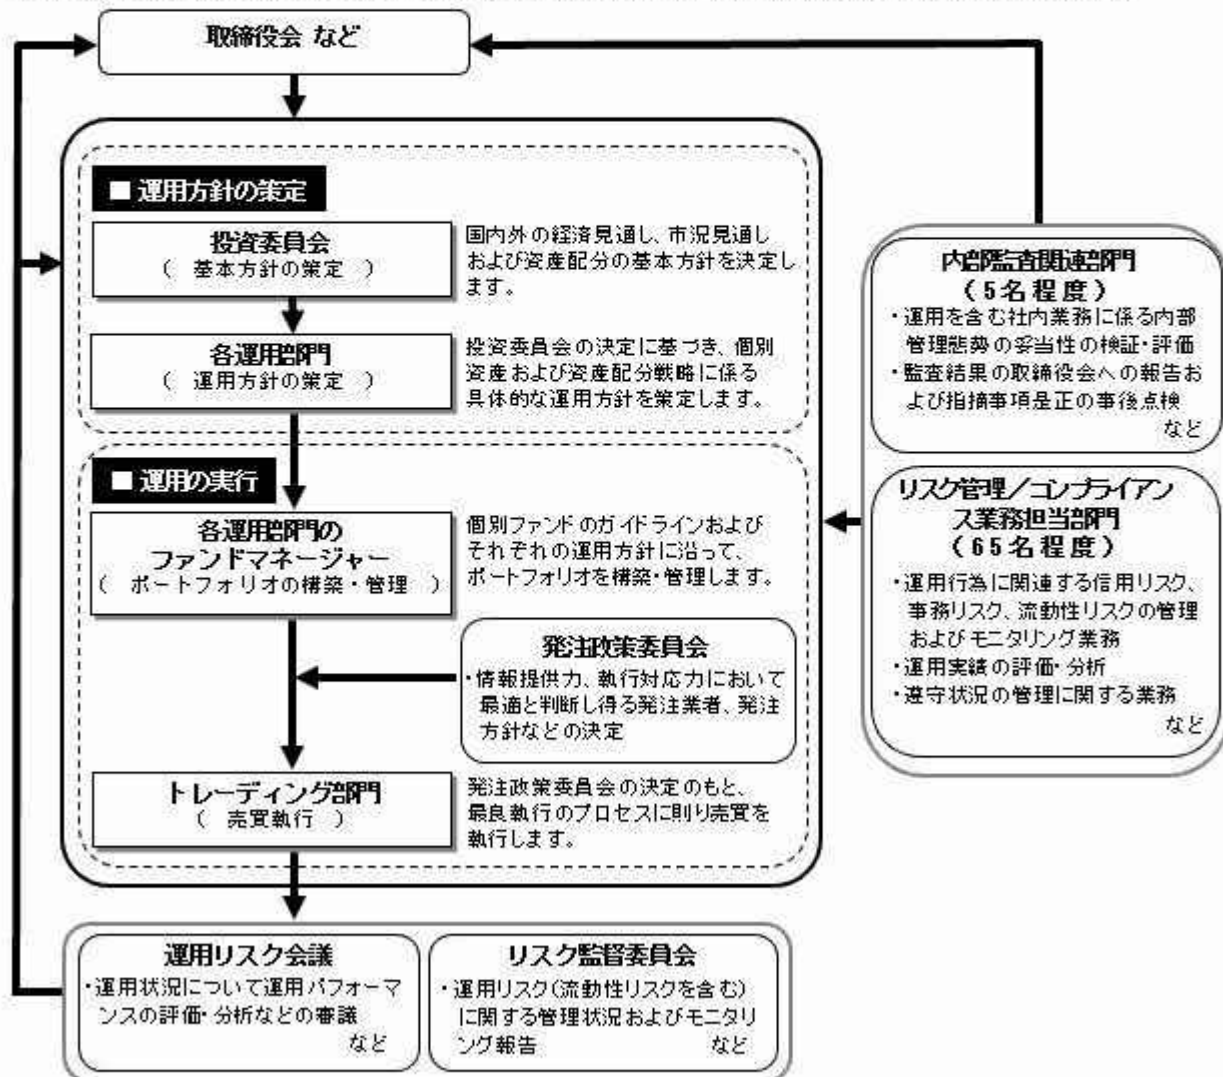 取締役会 など
■ 運用方針の策定
投資委員会
（ 基本方針の策定 ）
国内外の経済見通し、市況見通し
および資産配分の基本方針を決定し
ます。
各運用部門
（ 運用方針の策定 ）
投資委員会の決定に基づき、個別
資産および資産配分戦略に係る
具体的な運用方針を策定します。
■ 運用の実行
各運用部門の
ファンドマネージャー
（ ポートフォリオの構築・管理 ）
個別ファンドのガイドラインおよび
それぞれの運用方針に沿って、
ポートフォリオを構築・管理します。
発注政策委員会
・情報提供力、執行対応力において
最適と判断し得る発注業者、発注
方針などの決定
トレーディング部門
（ 売買執行 ）
発注政策委員会の決定のもと、
最良執行のプロセスに則り売買を
執行します。
内部監査関連部門
（5名程度）
・運用を含む社内業務に係る内部
管理態勢の妥当性の検証・評価
・監査結果の取締役会への報告お
よび指摘事項是正の事後点検
など
リスク管理／コンプライアン
ス業務担当部門
（65名程度）
・運用行為に関連する信用リスク、
事務リスク、流動性リスクの管理
およびモニタリング業務
・運用実績の評価・分析
・遵守状況の管理に関する業務
など
運用リスク会議
・運用状況について運用パフォーマ
ンスの評価・分析などの審議
など
リスク監督委員会
・運用リスク（流動性リスクを含む）
に関する管理状況およびモニタリ
ング報告 など